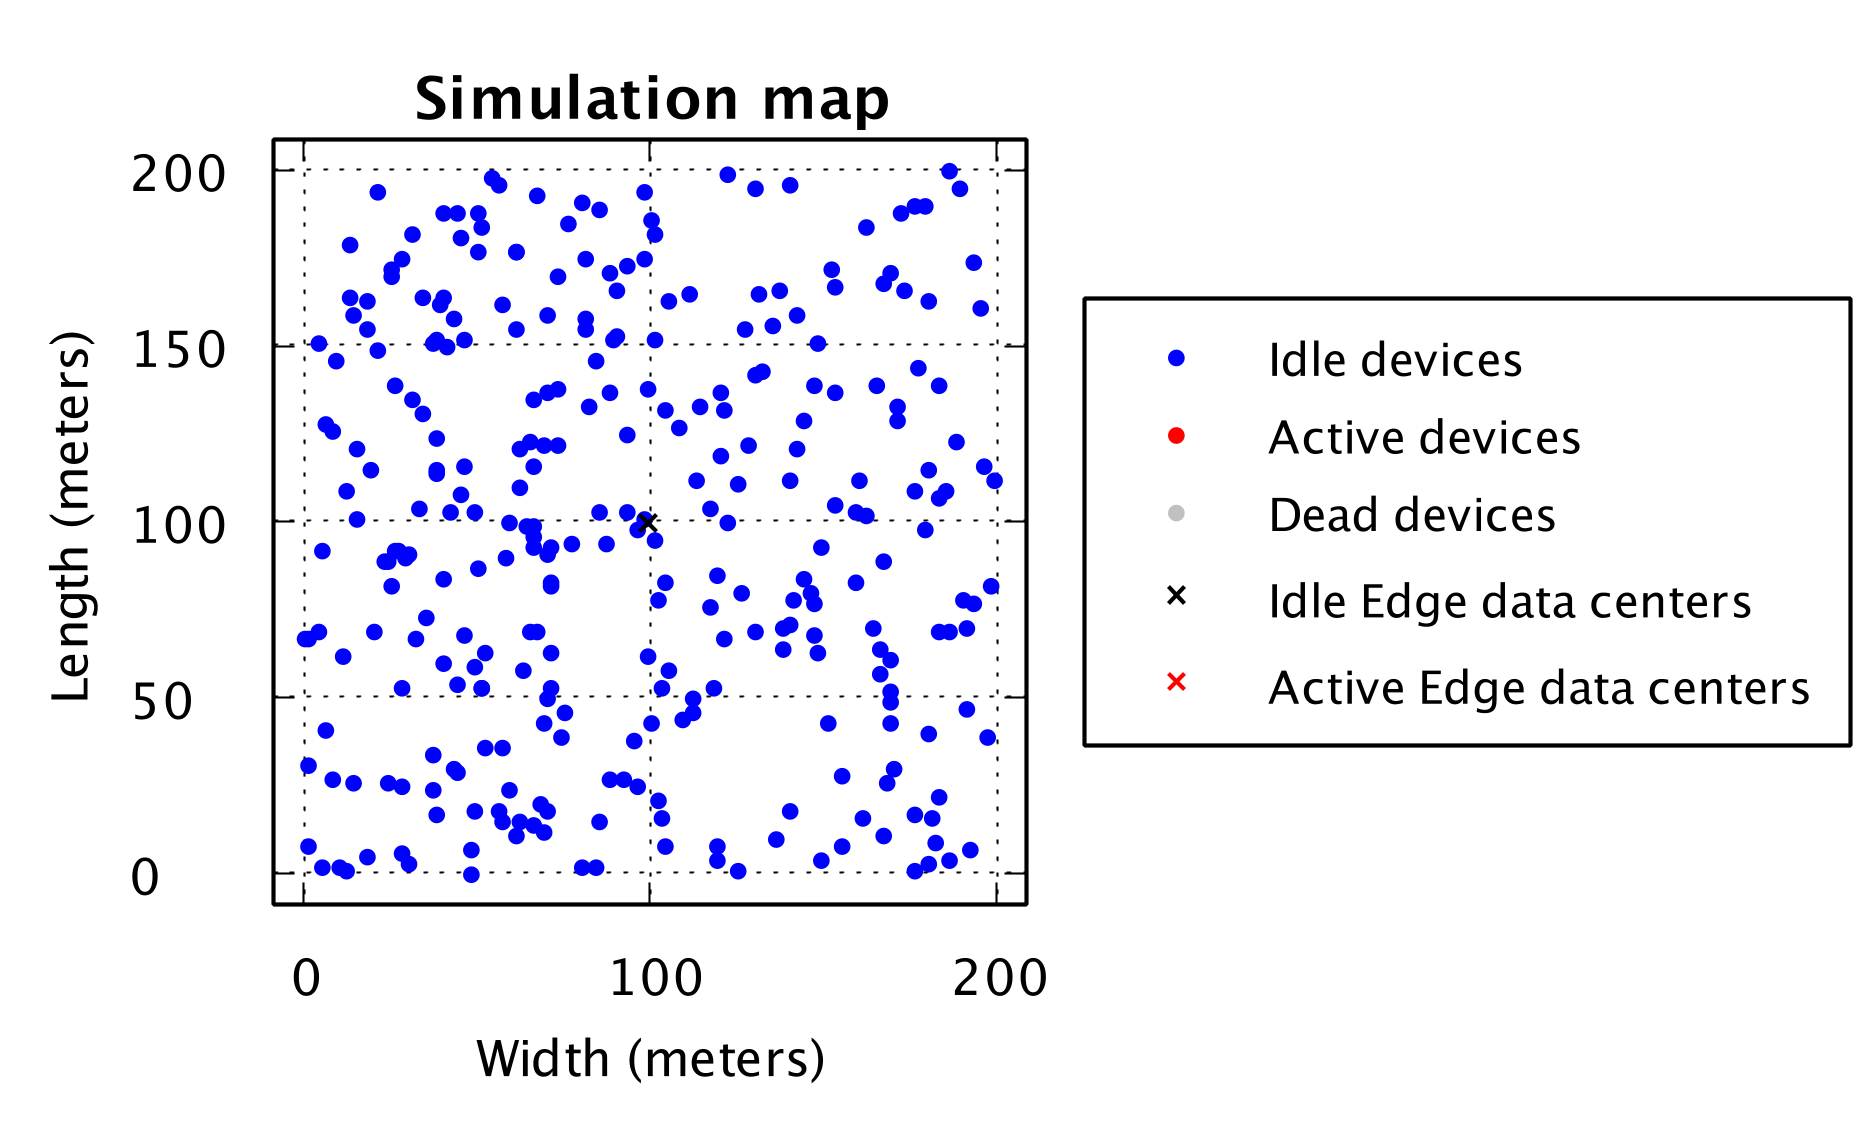 Simulation map
200
150
100
50
0
Length (meters)
0 100 200
Width (meters)
Idle devices
Active devices
Dead devices
Idle Edge data centers
Active Edge data centers